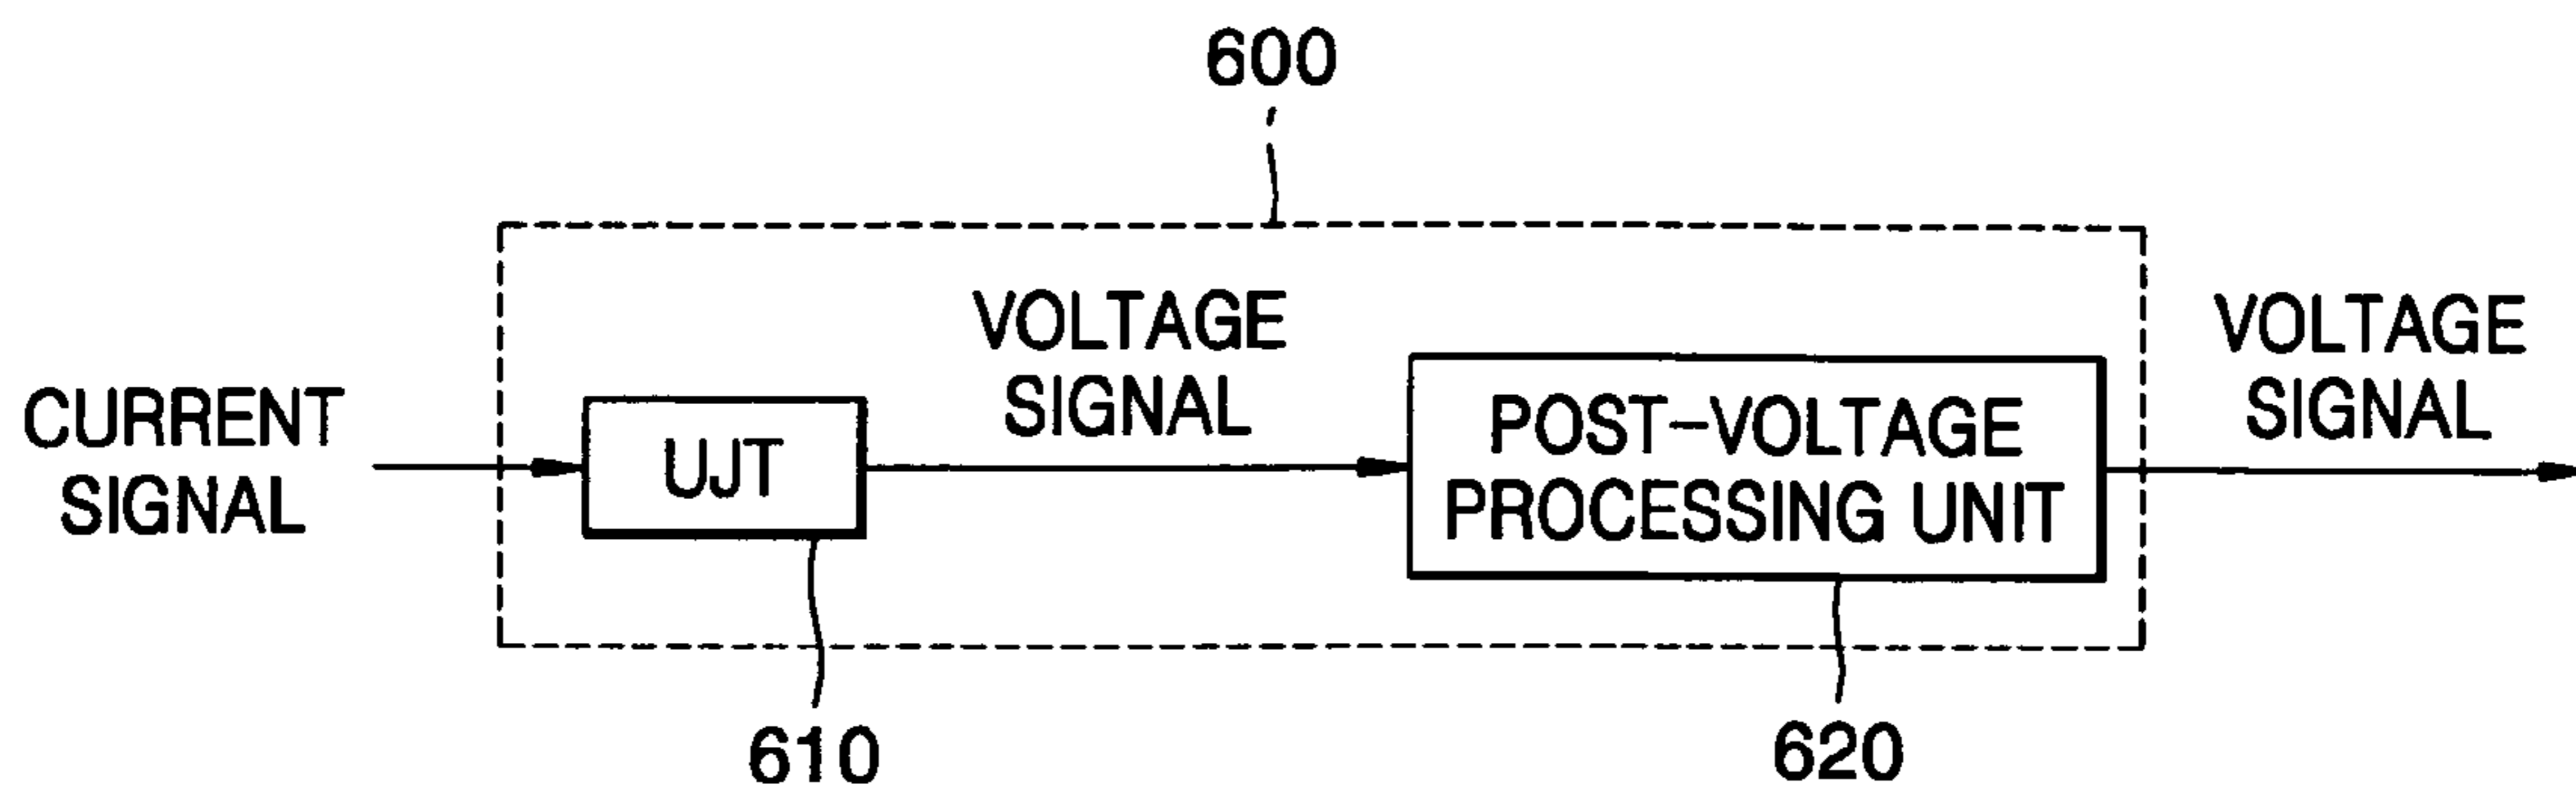 600
CURRENT
SIGNAL
UJT
VOLTAGE
SIGNAL
POST-VOLTAGE
PROCESSING UNIT
VOLTAGE
SIGNAL
610
620